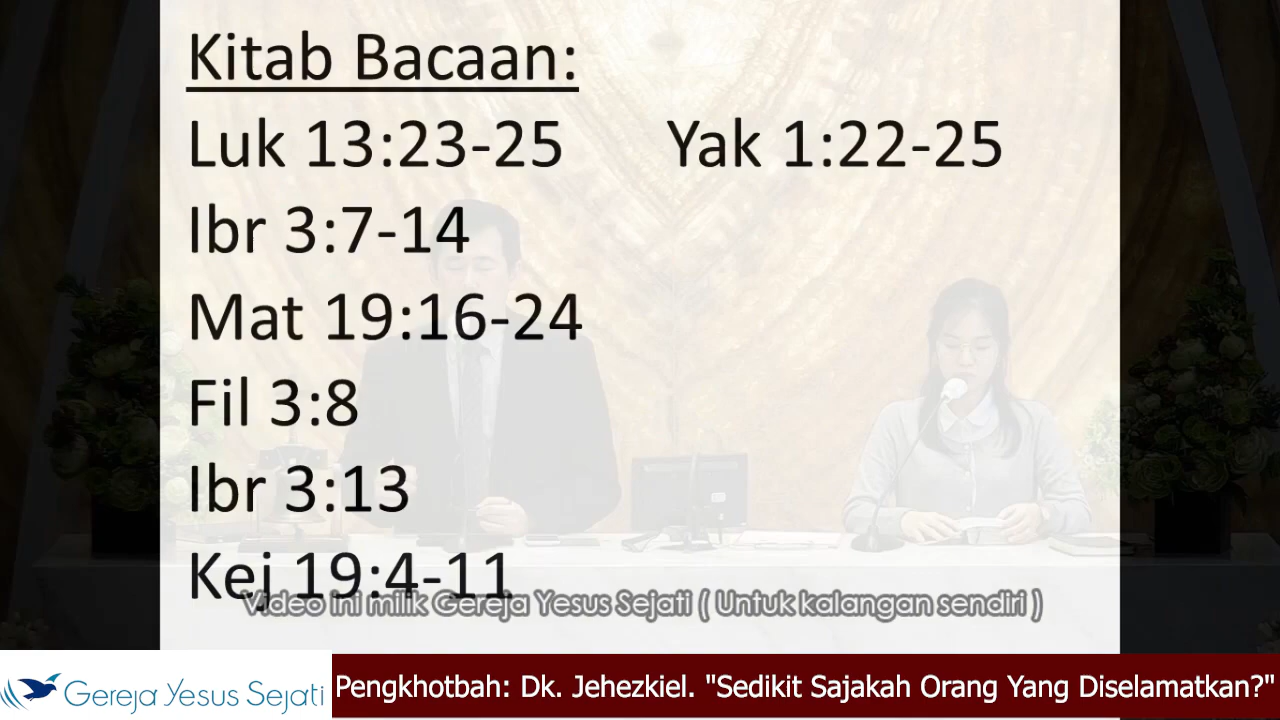 Kitab Bacaan:
Luk 13:23-25 Yak 1:22-25
Ibr 3:7-14
Mat 19:16-24
Fil 3:8
Ibr 3:13
Kej 19:4-11
Video ini milik Gereja Yesus Sejati ( Untuk kalangan sendiri )
Gereja Yesus Sejati
Pengkhotbah: Dk. Jehezkiel. "Sedikit Sajakah Orang Yang Diselamatkan?"